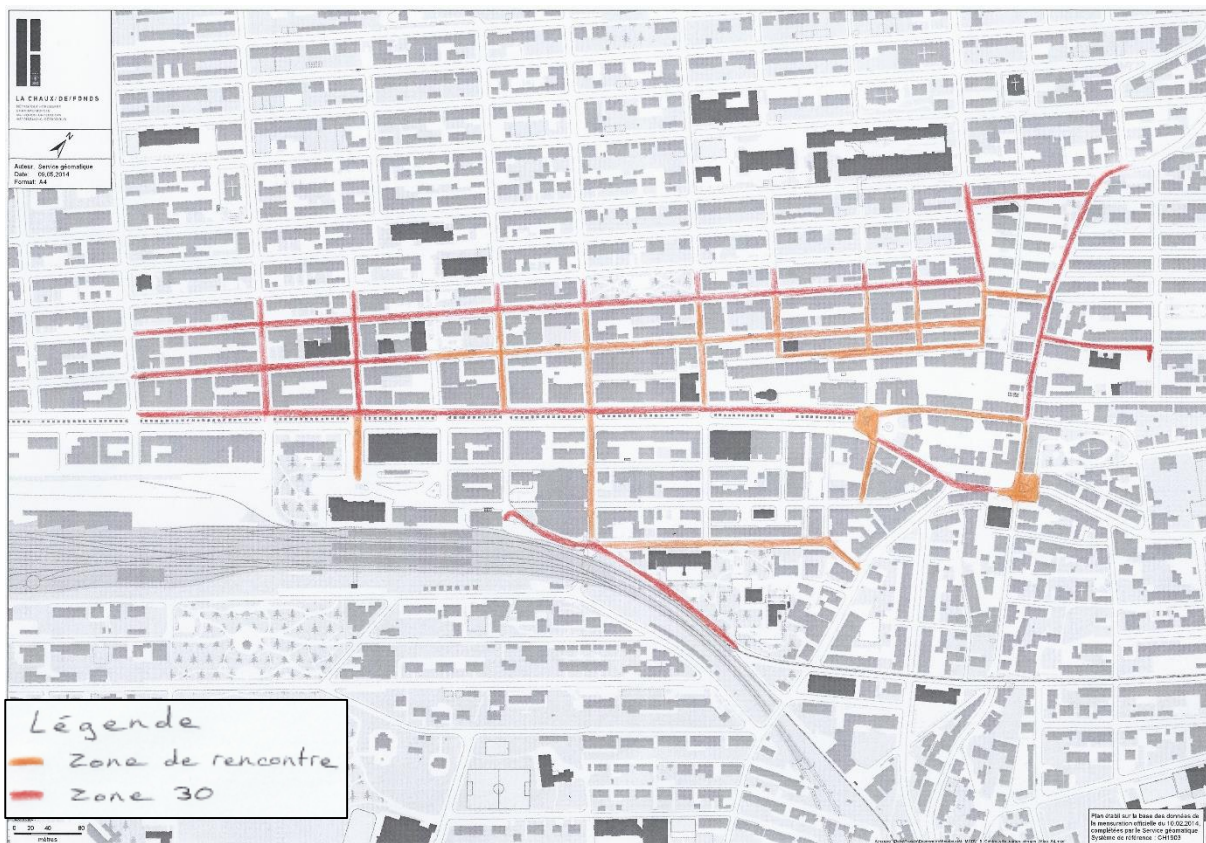 LA CHAUX/DE/FONDS
N
Auteur: Service géomatique
Date: 09.05.2014
Format: A4
Légende
Zone de rencontre
Zone 30
0 20 40 80
mètres
Plan établi sur la base des données de
la mensuration officielle du 10.02.2014,
complétées par le Service géomatique
Système de référence : CH1903